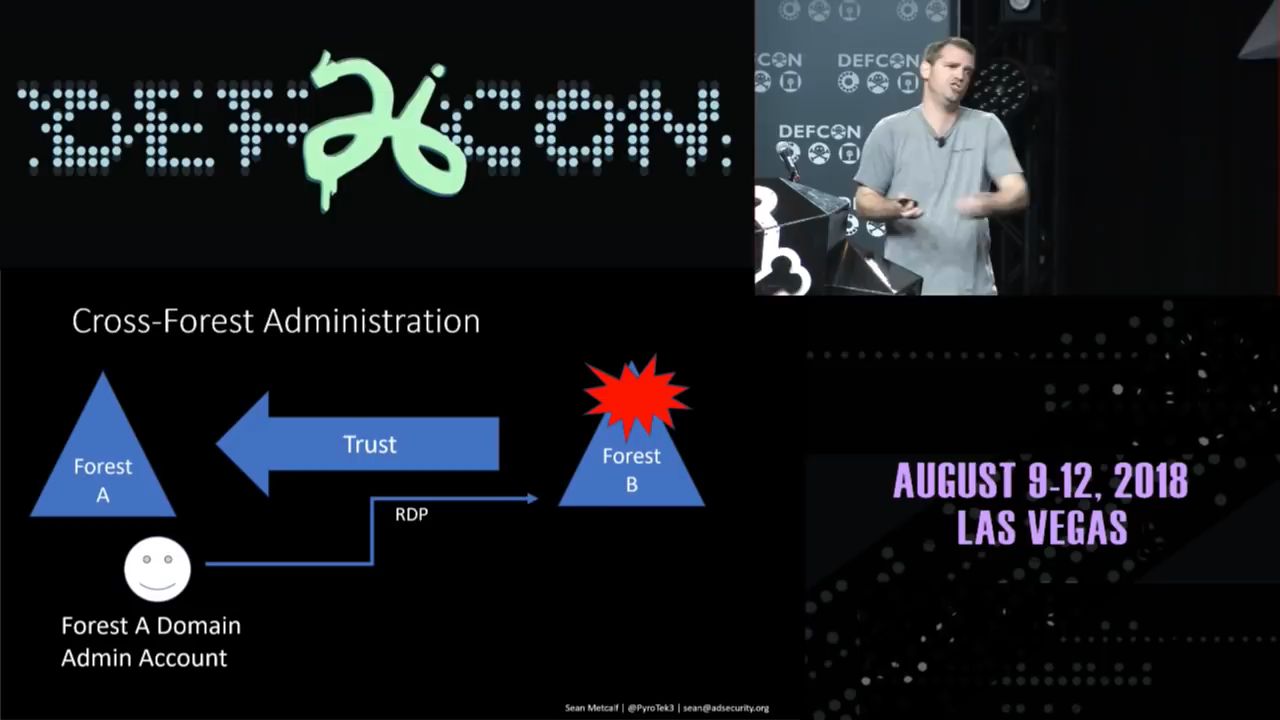 DEF 26 CON
DEFCON
DEFCON
DEFCON
Cross-Forest Administration
Forest
A
Trust
Forest
B
RDP
Forest A Domain
Admin Account
Sean Metcalf | @PyroTek3 | sean@adsecurity.org
AUGUST 9-12, 2018
LAS VEGAS